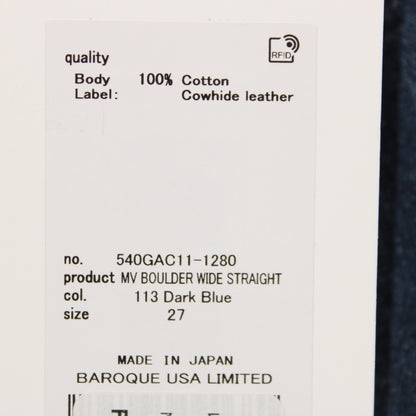 RFID
quality
Body 100% Cotton
Label: Cowhide leather
no. 540GAC11-1280
product MV BOULDER WIDE STRAIGHT
col. 113 Dark Blue
size 27
MADE IN JAPAN
BAROQUE USA LIMITED